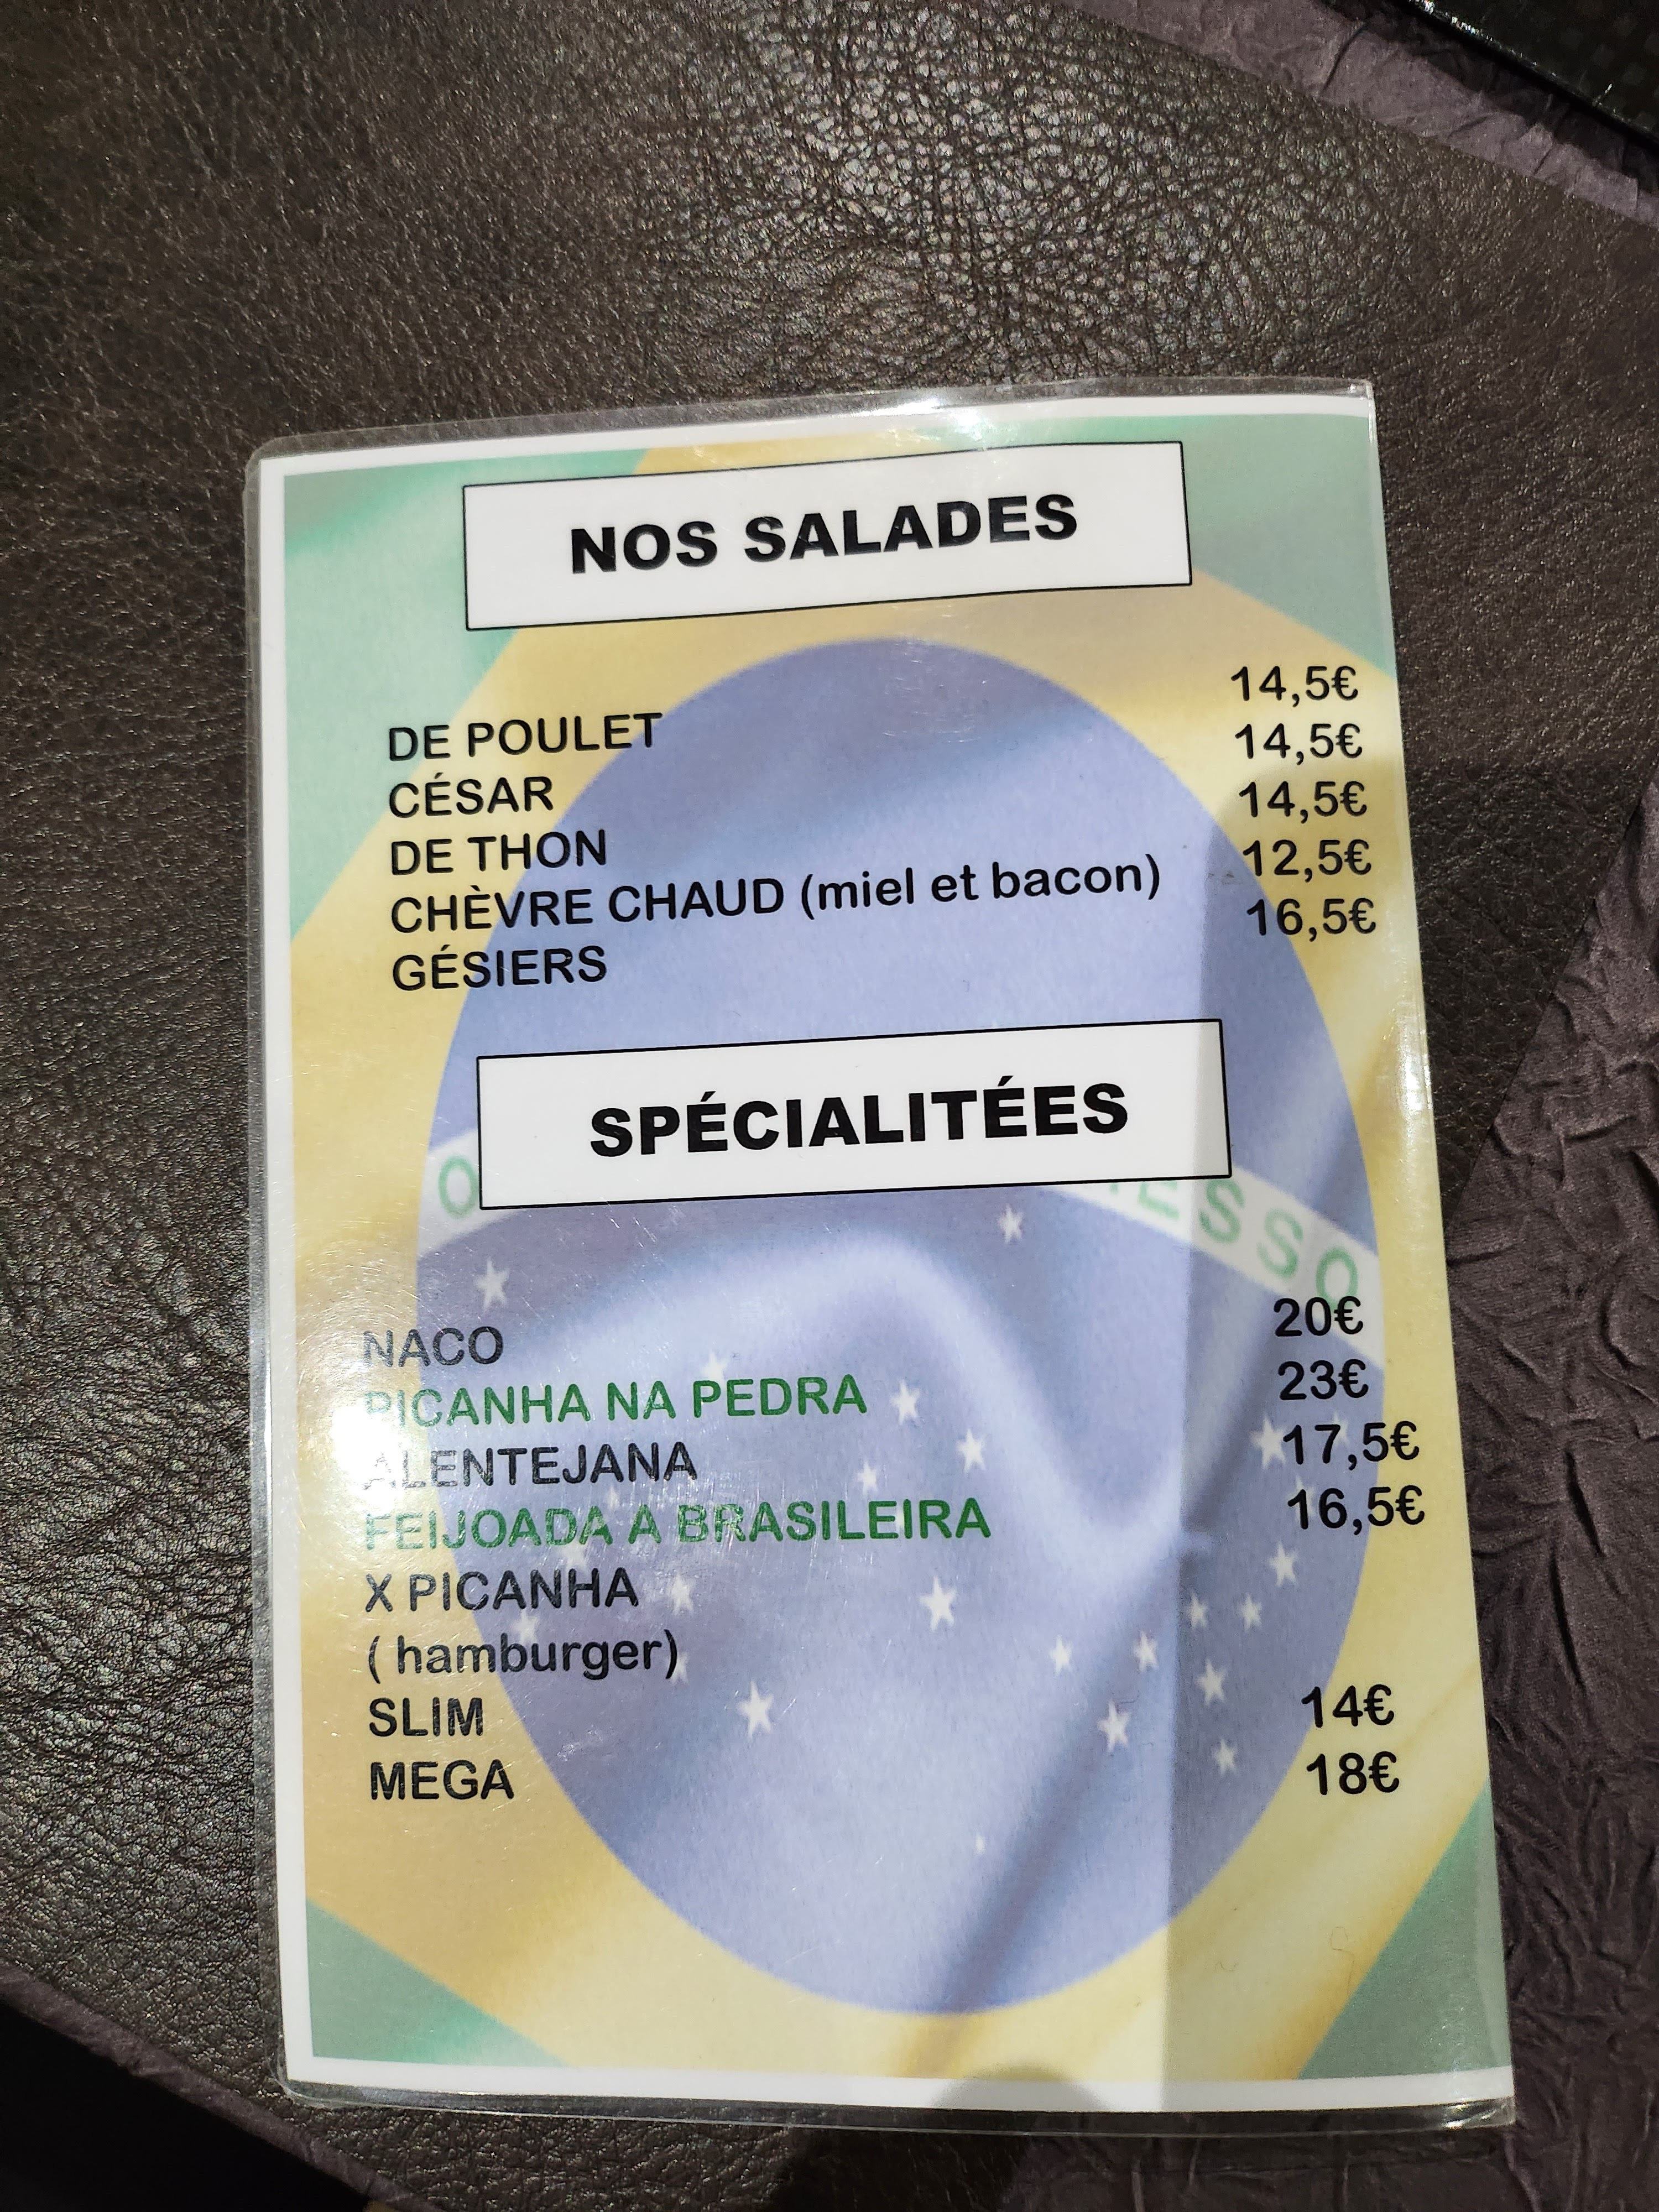 NOS SALADES
DE POULET 14,5€
CÉSAR 14,5€
DE THON 14,5€
CHÈVRE CHAUD (miel et bacon) 12,5€
GÉSIERS 16,5€
SPÉCIALITÉES
O ESSO
NACO 20€
PICANHA NA PEDRA 23€
ALENTEJANA 17,5€
FEIJOADA A BRASILEIRA 16,5€
X PICANHA
( hamburger)
SLIM 14€
MEGA 18€